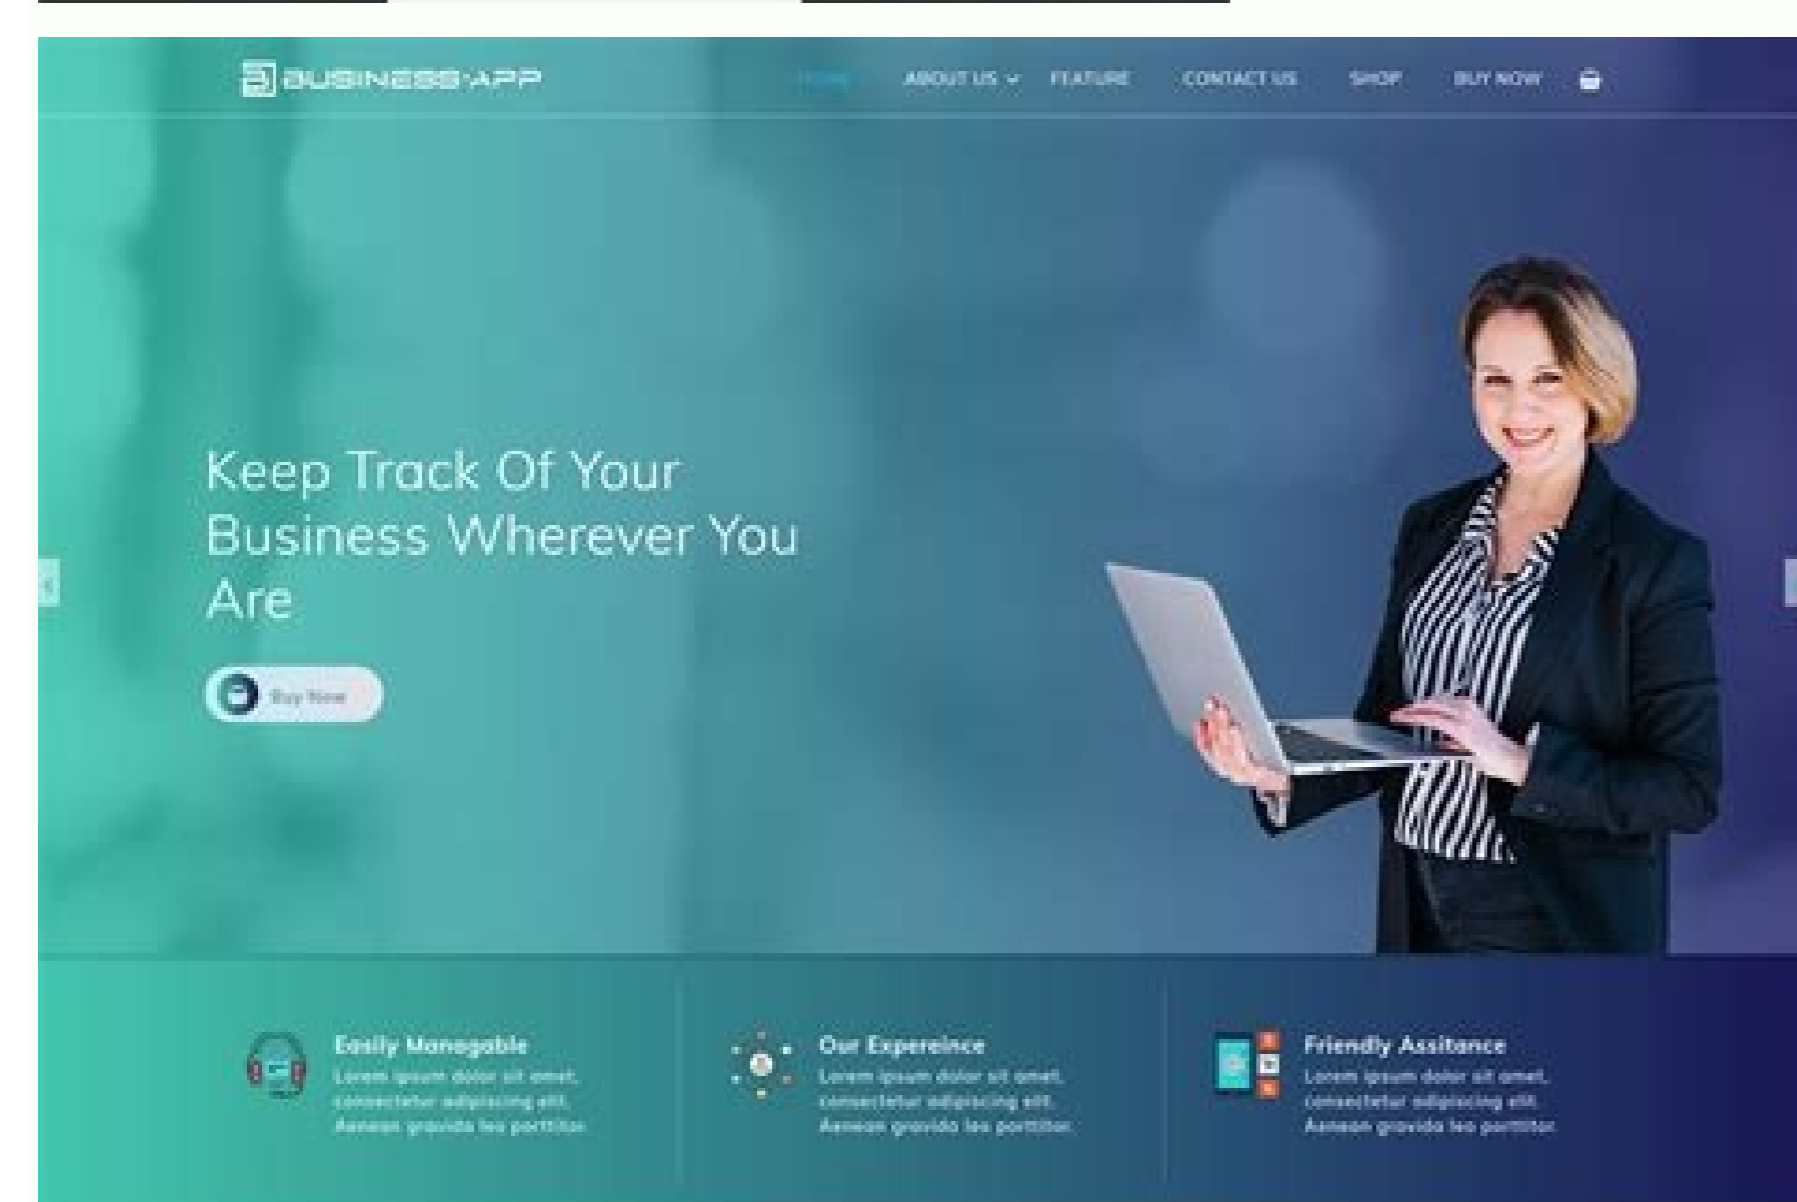 BUSINESS-APP
HOME ABOUT US FEATURE CONTACT US SHOP BUY NOW
Keep Track Of Your
Business Wherever You
Are
Buy Now
Easily Managable
Lorem ipsum dolor sit amet,
consectetur adipiscing elit.
Aenean gravida leo porttitor.
Our Expereince
Lorem ipsum dolor sit amet,
consectetur adipiscing elit.
Aenean gravida leo porttitor.
Friendly Assitance
Lorem ipsum dolor sit amet,
consectetur adipiscing elit.
Aenean gravida leo porttitor.